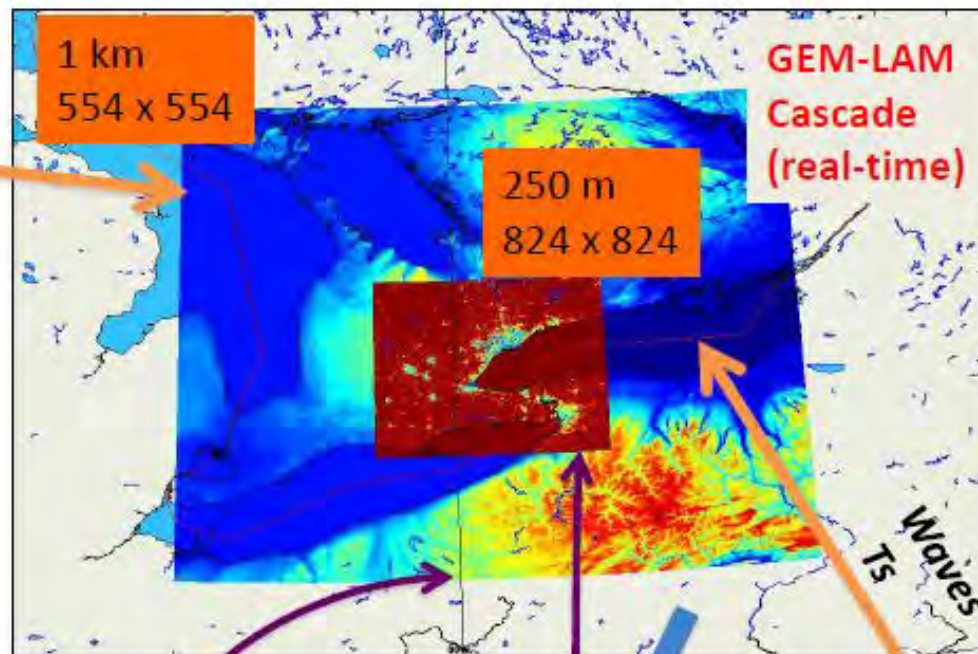 1 km
554 x 554
GEM-LAM
Cascade
(real-time)
250 m
824 x 824
Waves
Ts